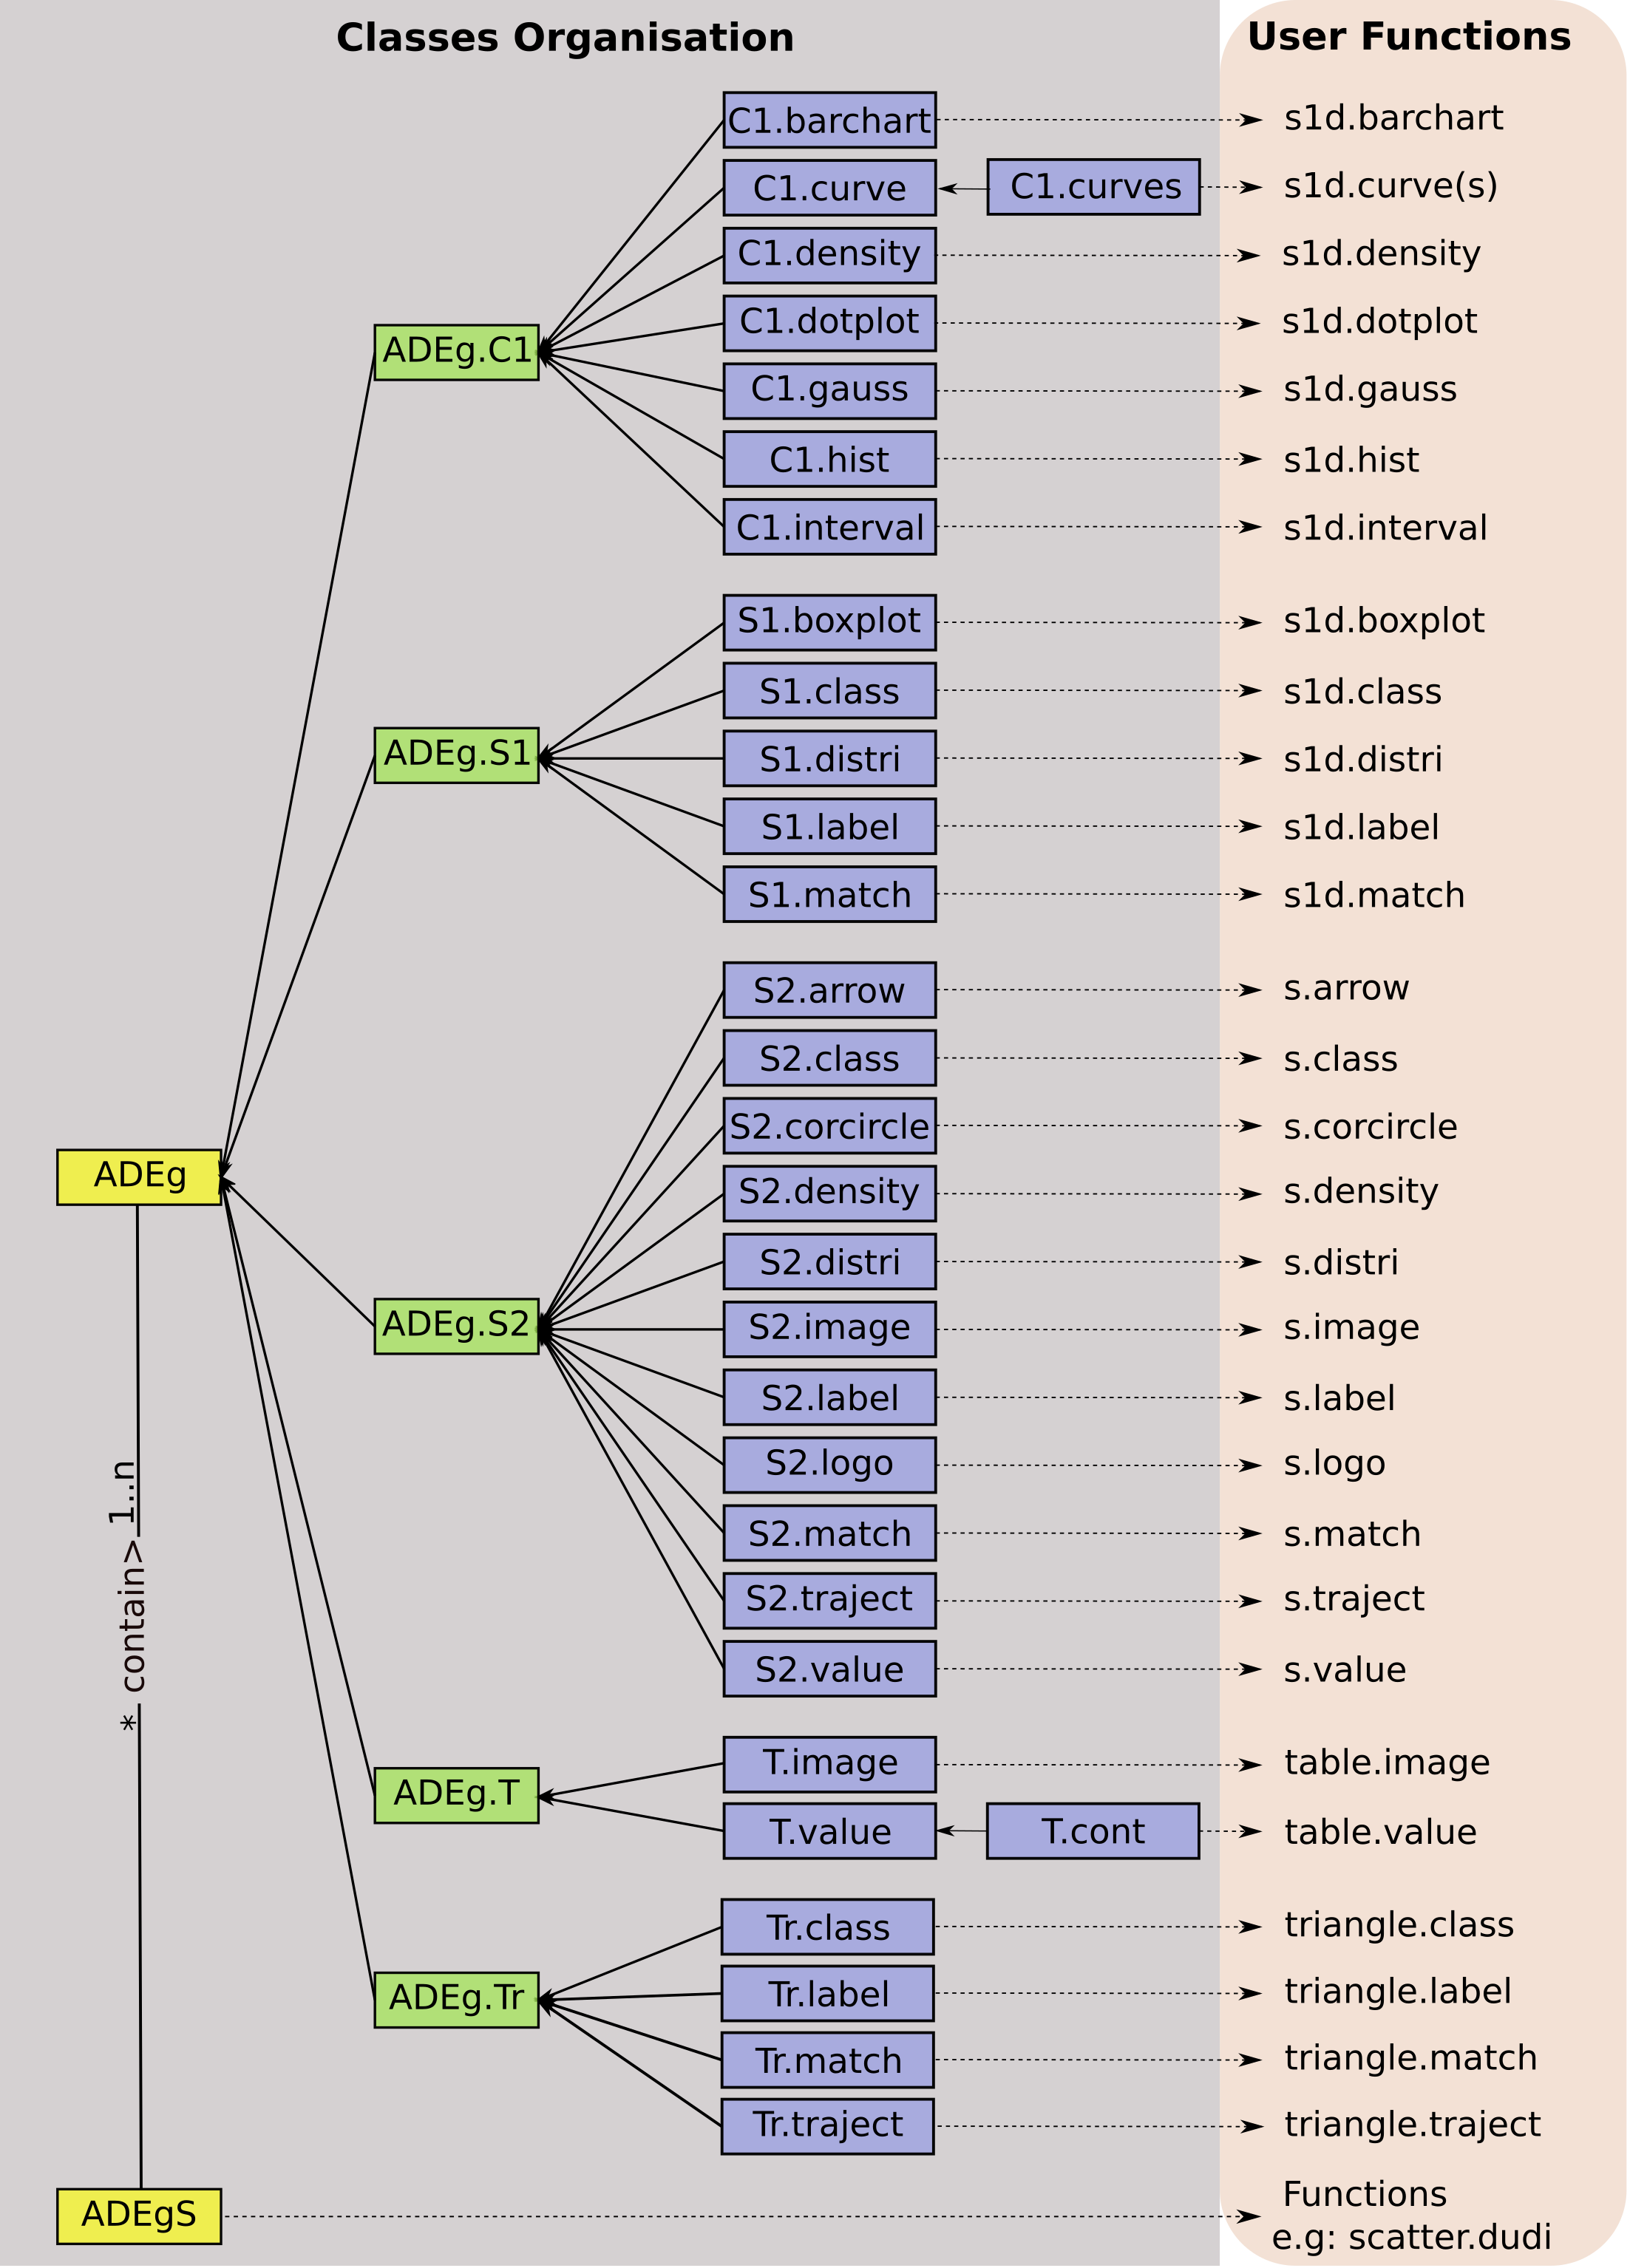 Classes Organisation
User Functions
C1.barchart
s1d.barchart
C1.curve
C1.curves
s1d.curve(s)
C1.density
s1d.density
C1.dotplot
s1d.dotplot
ADEg.C1
C1.gauss
s1d.gauss
C1.hist
s1d.hist
C1.interval
s1d.interval
S1.boxplot
s1d.boxplot
S1.class
s1d.class
ADEg.S1
S1.distri
s1d.distri
S1.label
s1d.label
S1.match
s1d.match
S2.arrow
s.arrow
S2.class
s.class
S2.corcircle
s.corcircle
ADEg
S2.density
s.density
S2.distri
s.distri
ADEg.S2
S2.image
s.image
S2.label
s.label
S2.logo
s.logo
S2.match
s.match
* contain> 1..n
S2.traject
s.traject
S2.value
s.value
T.image
table.image
ADEg.T
T.value
T.cont
table.value
Tr.class
triangle.class
ADEg.Tr
Tr.label
triangle.label
Tr.match
triangle.match
Tr.traject
triangle.traject
ADEgS
Functions
e.g: scatter.dudi